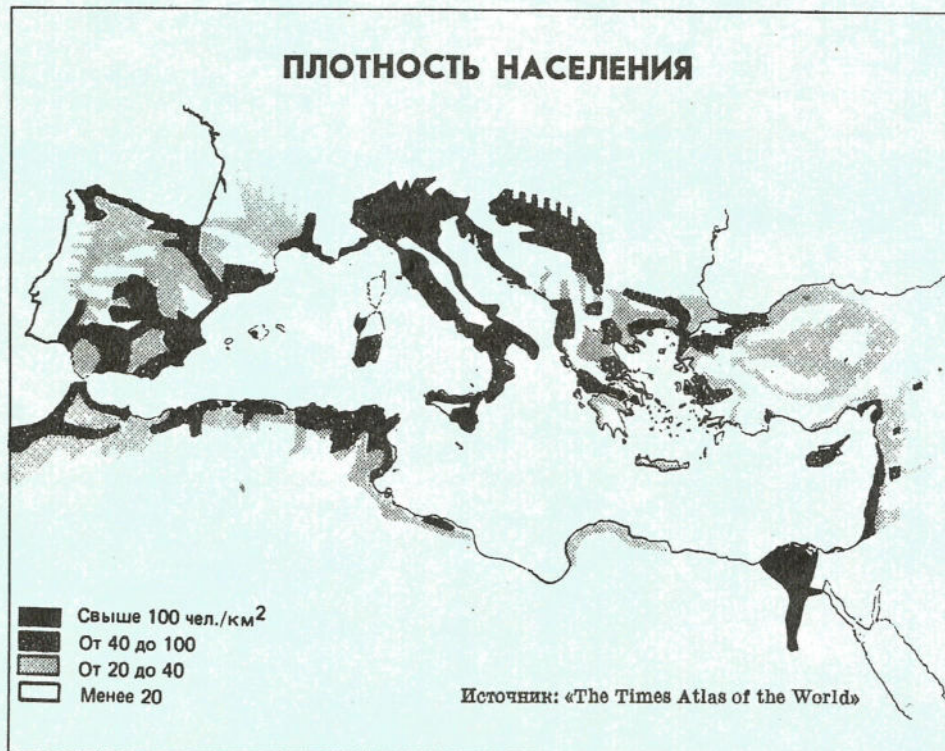 ПЛОТНОСТЬ НАСЕЛЕНИЯ
Свыше 100 чел./км²
От 40 до 100
От 20 до 40
Менее 20
Источник: «The Times Atlas of the World»